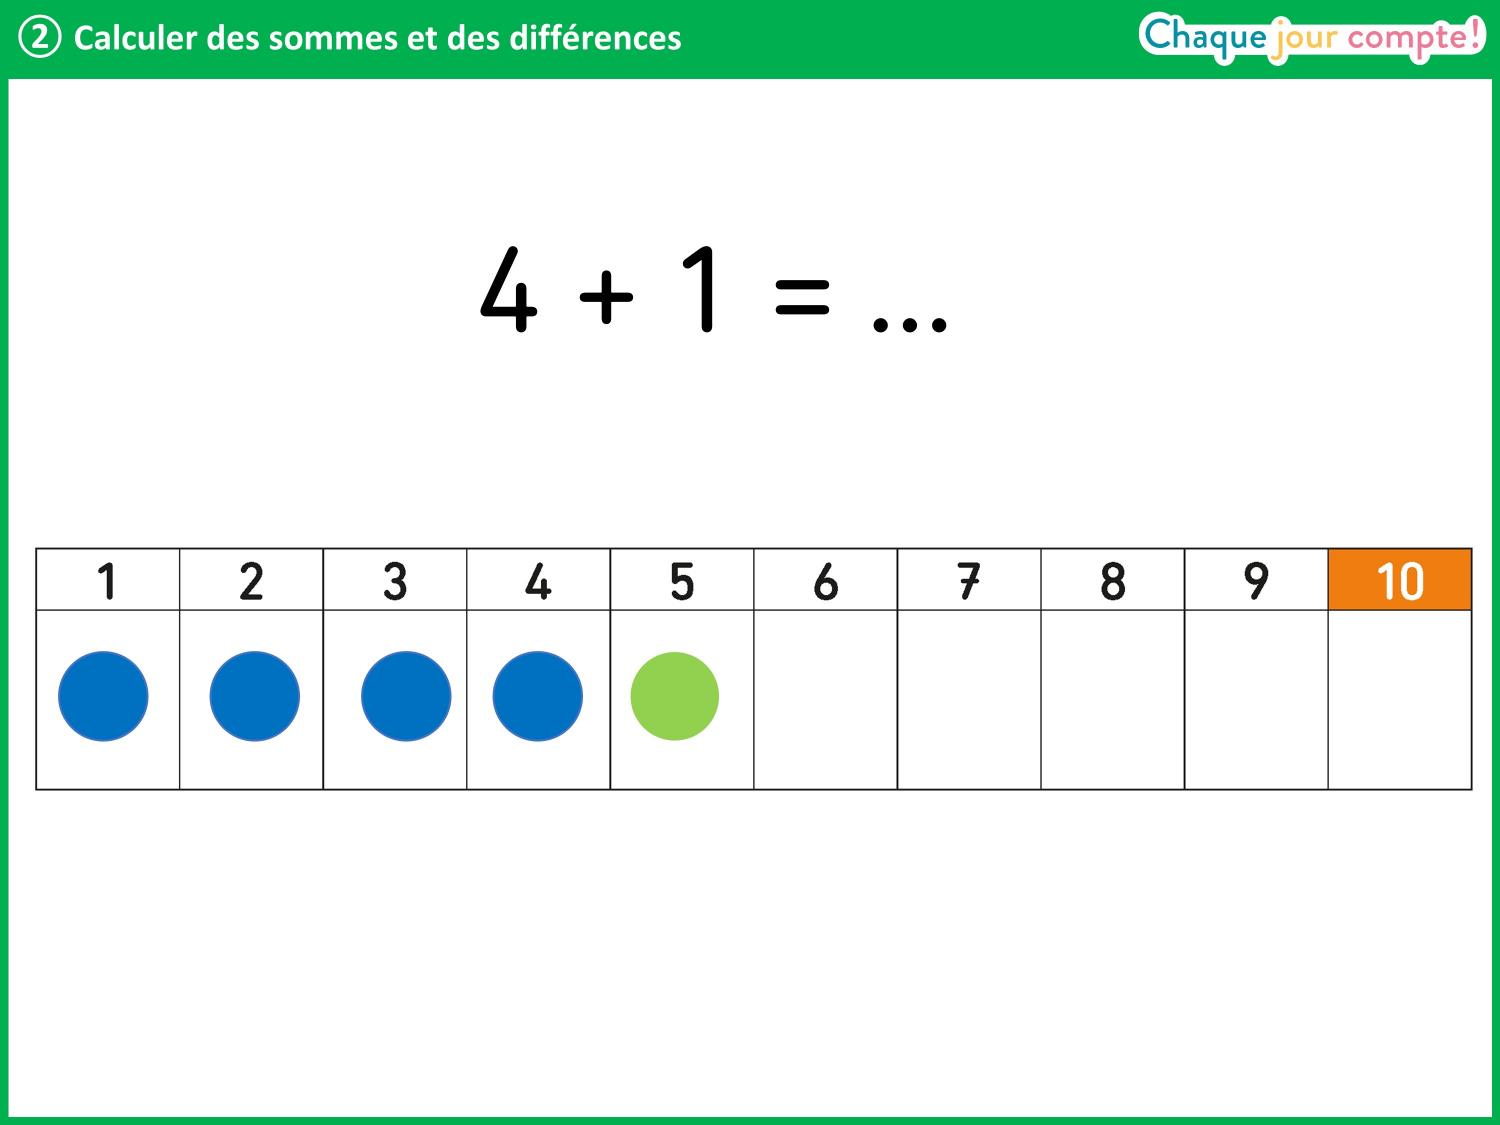 ② Calculer des sommes et des différences
Chaque jour compte!
4 + 1 = ...
1 2 3 4 5 6 7 8 9 10